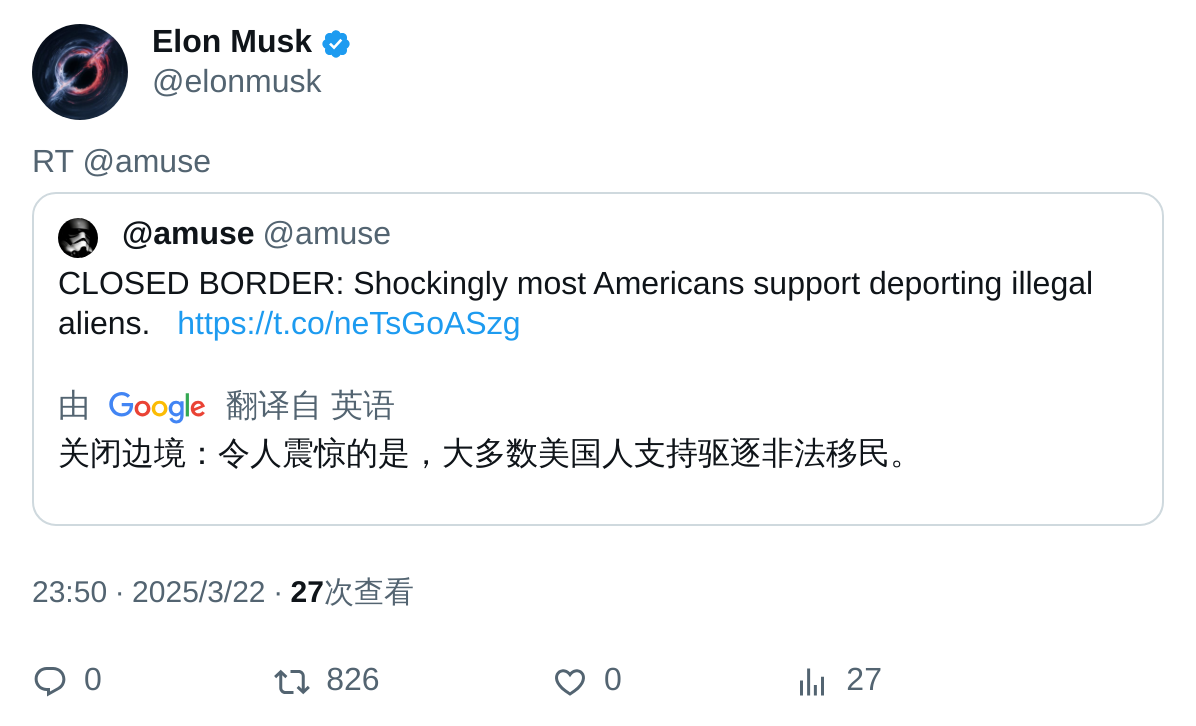 Elon Musk
@elonmusk
RT @amuse
@amuse @amuse
CLOSED BORDER: Shockingly most Americans support deporting illegal
aliens. https://t.co/neTsGoASzg
由 Google 翻译自 英语
关闭边境：令人震惊的是，大多数美国人支持驱逐非法移民。
23:50 · 2025/3/22 · 27次查看
0 826 0 27